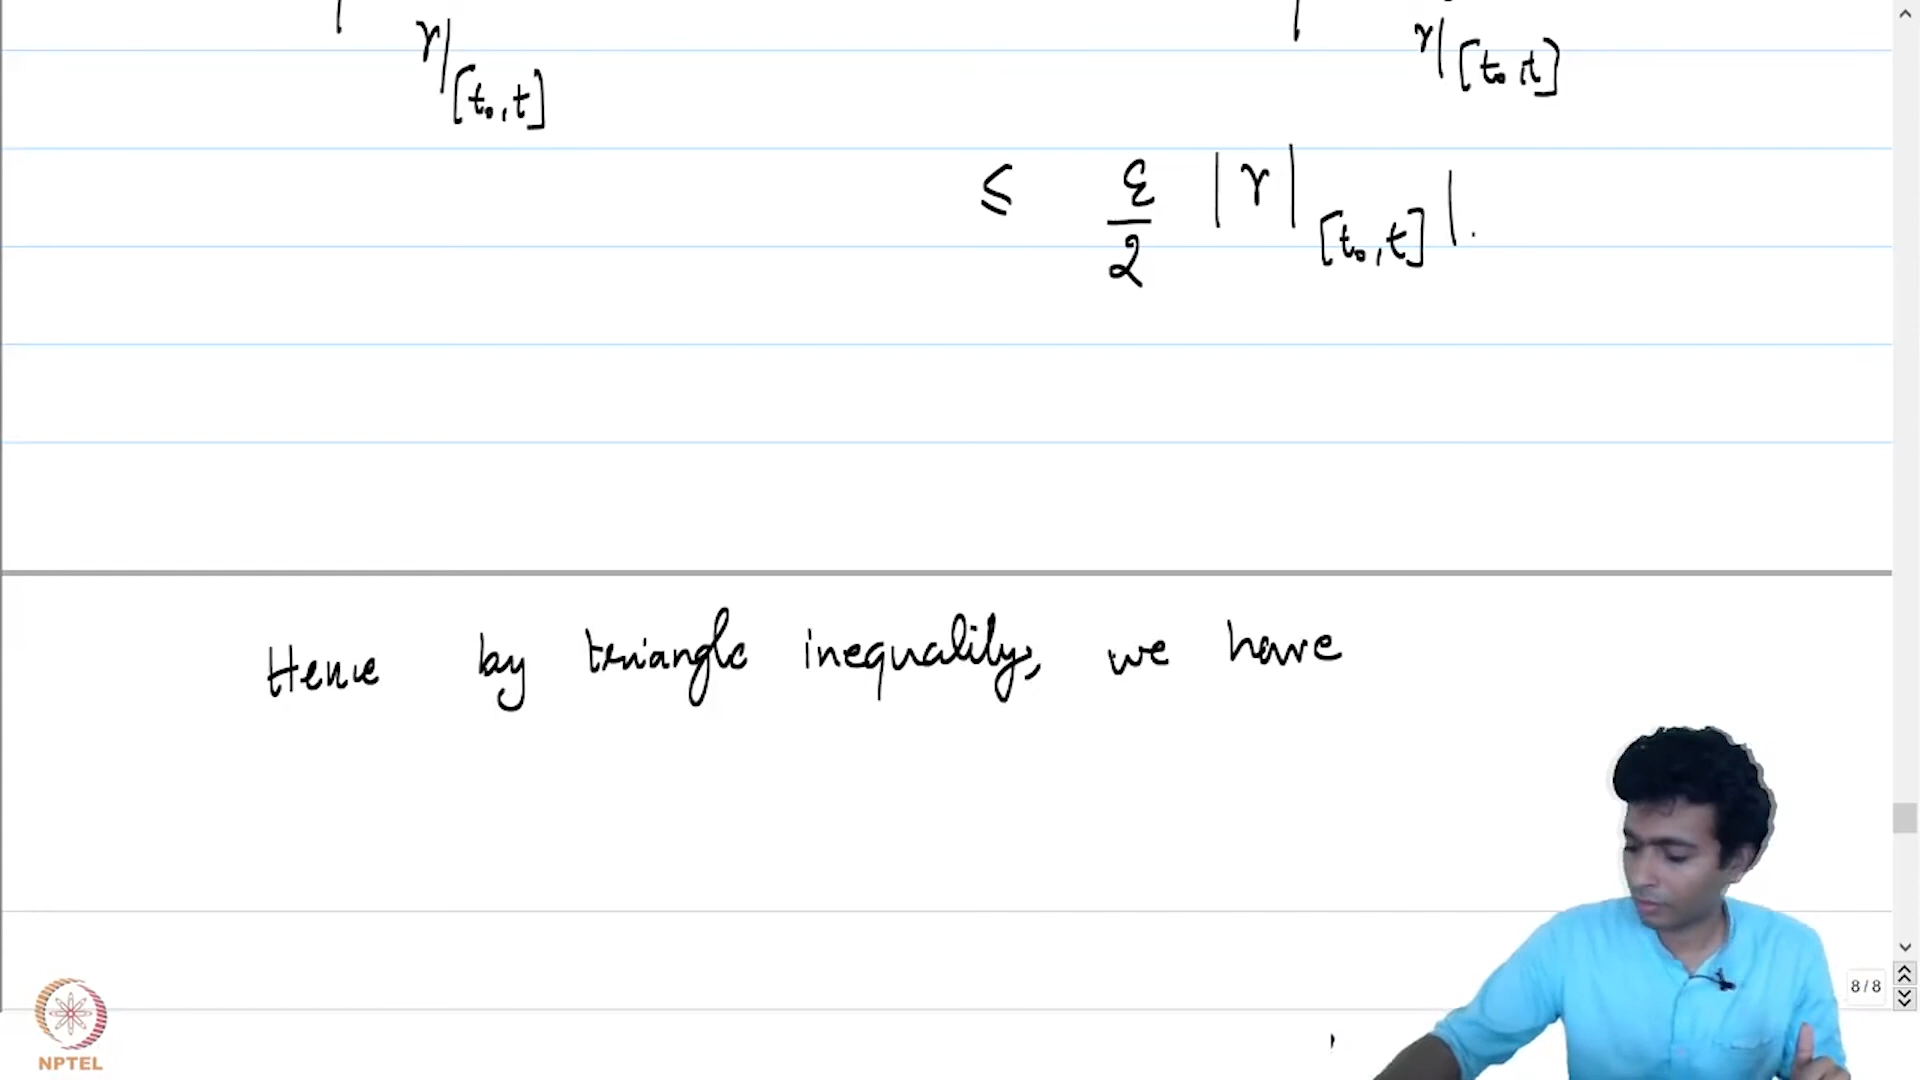 γ|[t₀,t] γ|[t₀,t]
≤ ε/2 |γ|[t₀,t]|.
Hence by triangle inequality, we have
8 / 8
NPTEL